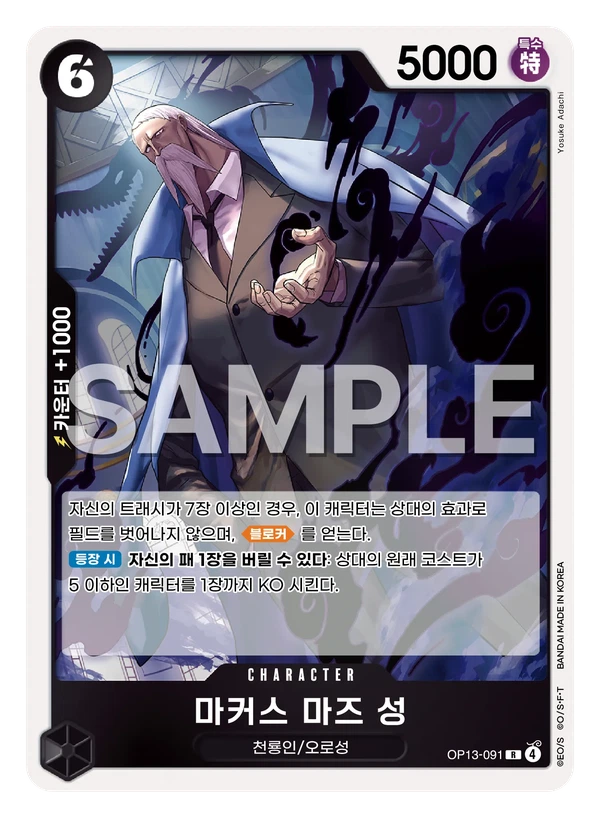 6
5000
특수
特
Yosuke Adachi
카운터 +1000
SAMPLE
자신의 트래시가 7장 이상인 경우, 이 캐릭터는 상대의 효과로
필드를 벗어나지 않으며, 블로커 를 얻는다.
등장 시 자신의 패 1장을 버릴 수 있다: 상대의 원래 코스트가
5 이하인 캐릭터를 1장까지 KO 시킨다.
CHARACTER
마커스 마즈 성
천룡인/오로성
OP13-091 R 4
©EO/S ©O/S·F·T BANDAI MADE IN KOREA